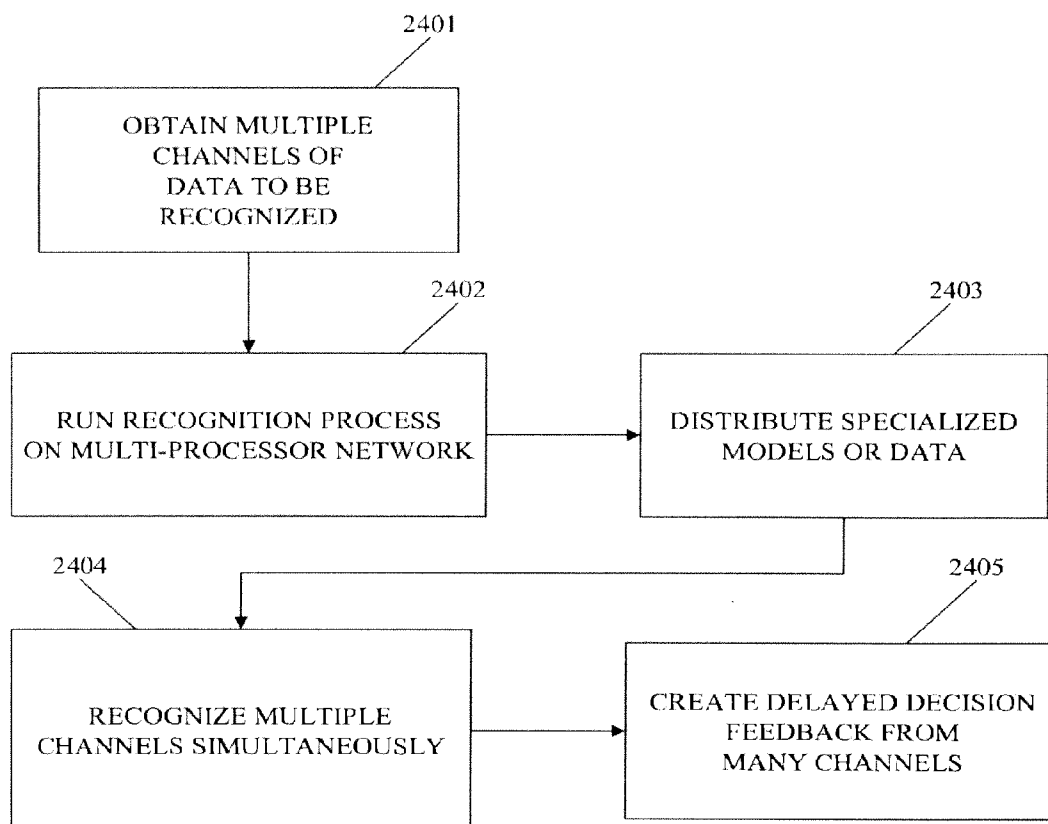 2401
OBTAIN MULTIPLE
CHANNELS OF
DATA TO BE
RECOGNIZED
2402
RUN RECOGNITION PROCESS
ON MULTI-PROCESSOR NETWORK
2403
DISTRIBUTE SPECIALIZED
MODELS OR DATA
2404
RECOGNIZE MULTIPLE
CHANNELS SIMULTANEOUSLY
2405
CREATE DELAYED DECISION
FEEDBACK FROM
MANY CHANNELS